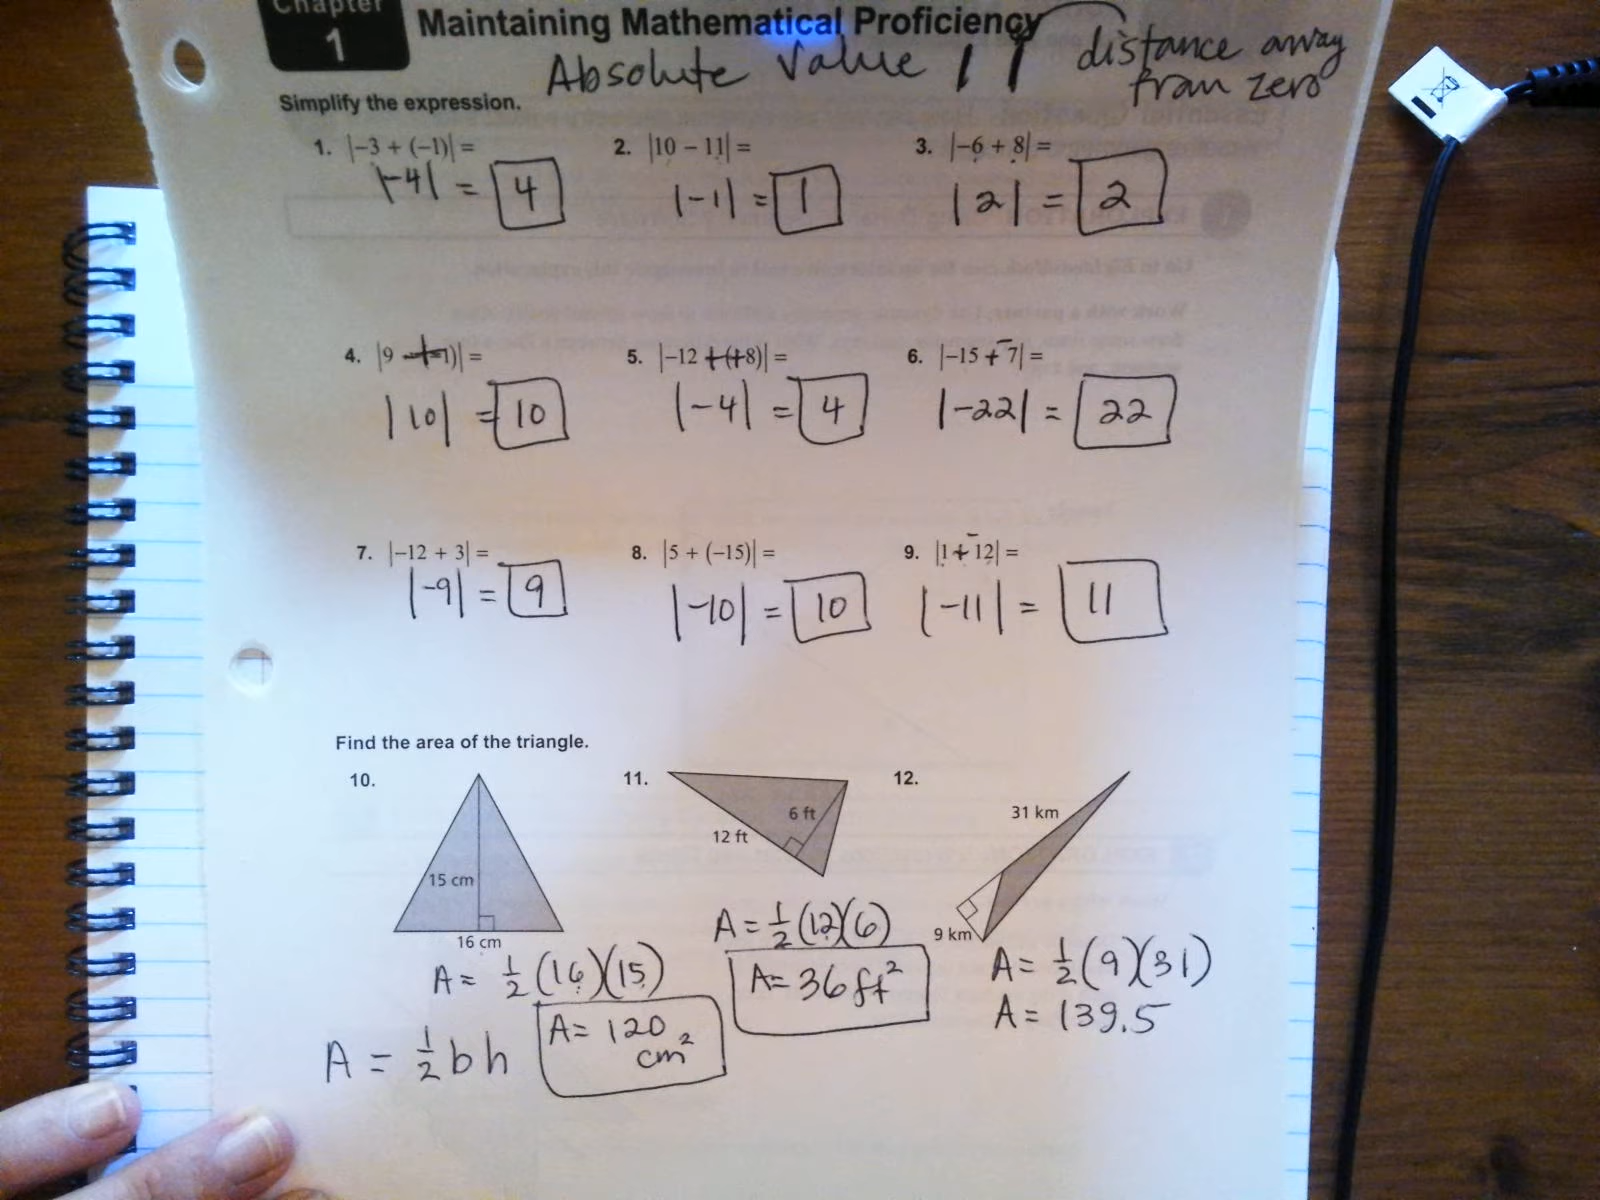 Chapter
1
Maintaining Mathematical Proficiency
Absolute Value | | distance away
from zero
Simplify the expression.
1. |−3 + (−1)| =
|-4| = 4
2. |10 − 11| =
|-1| = 1
3. |−6 + 8| =
|2| = 2
4. |9 + 1)| =
|10| = 10
5. |−12 + (+8)| =
|-4| = 4
6. |−15 + -7| =
|-22| = 22
7. |−12 + 3| =
|-9| = 9
8. |5 + (−15)| =
|-10| = 10
9. |1 + -12| =
|-11| = 11
Find the area of the triangle.
10.
15 cm
16 cm
A = 1/2 (16)(15)
A = 120
cm²
A = 1/2 bh
11.
6 ft
12 ft
A = 1/2 (12)(6)
A = 36 ft²
12.
31 km
9 km
A = 1/2 (9)(31)
A = 139.5